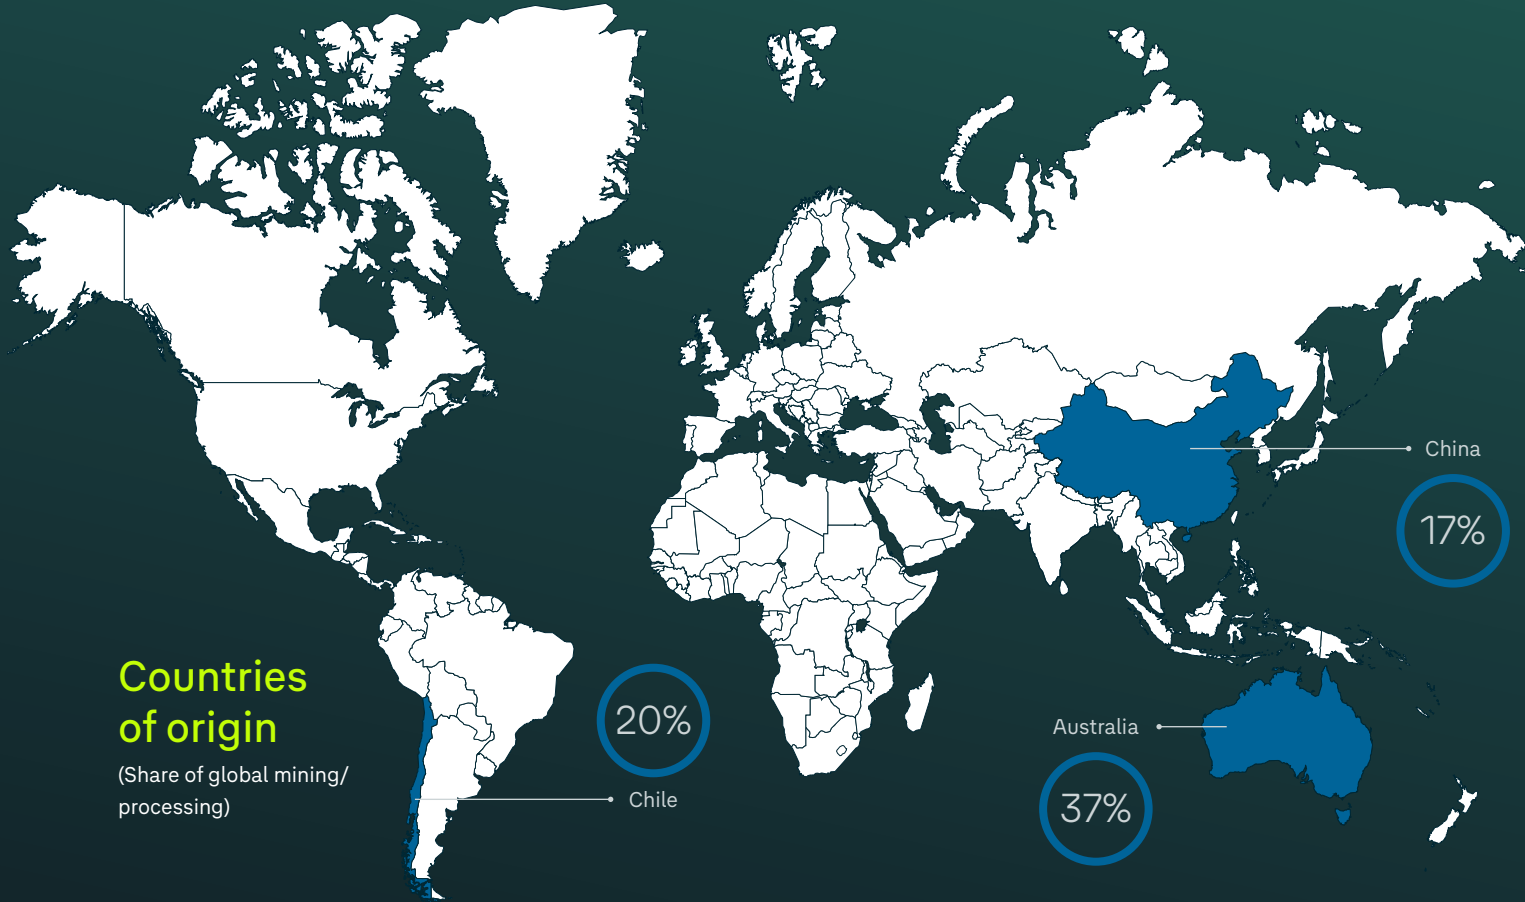 Countries
of origin
(Share of global mining/
processing)
20%
Chile
Australia
37%
China
17%